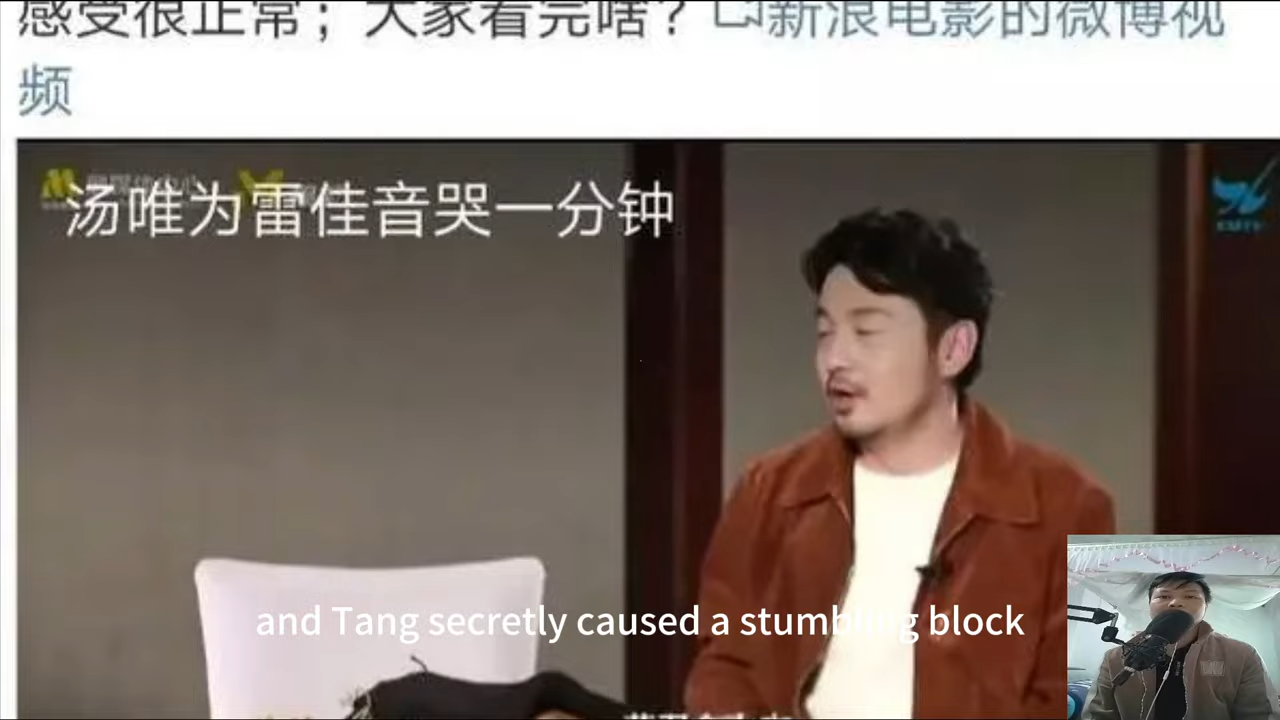 感受很正常；大家看完啥？新浪电影的微博视
频
汤唯为雷佳音哭一分钟
and Tang secretly caused a stumbling block